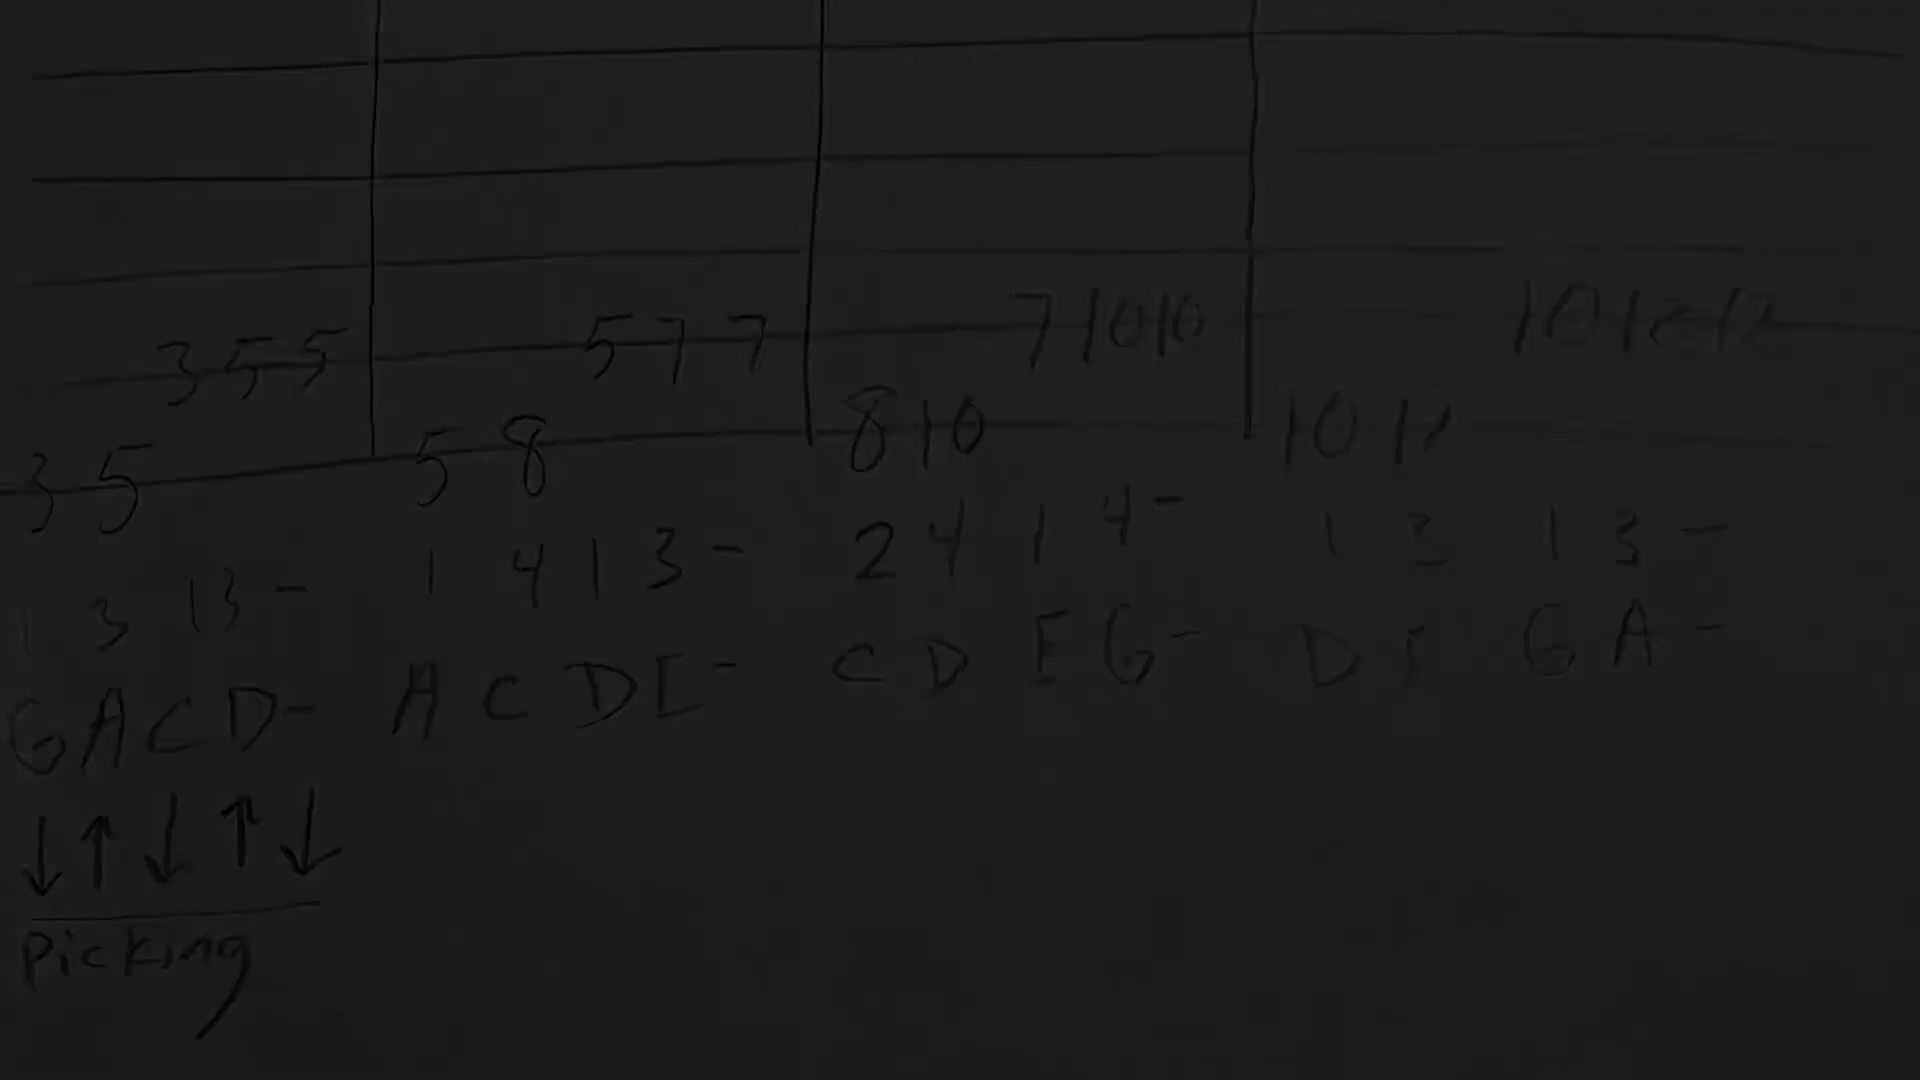 3 5 5 5 7 7 7 10 10 10 12 12
3 5 5 8 8 10 10
1 3 1 3 - 1 4 1 3 - 2 4 1 4 - 1 3 1 3 -
G A C D - A C D E - C D E G - D G A -
↓ ↑ ↓ ↑ ↓
Picking